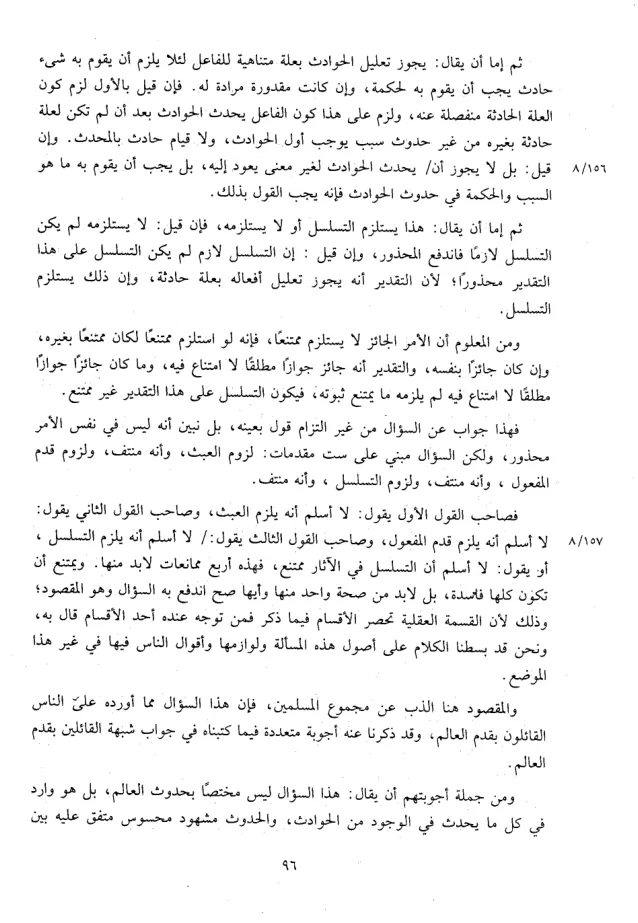 ثم إما أن يقال: يجوز تعليل الحوادث بعلة متناهية للفاعل لئلا يلزم أن يقوم به شىء
حادث يجب أن يقوم به لحكمة، وإن كانت مقدورة مرادة له. فإن قيل بالأول لزم كون
العلة الحادثة منفصلة عنه، ولزم على هذا كون الفاعل يحدث الحوادث بعد أن لم تكن لعلة
حادثة بغيره من غير حدوث سبب يوجب أول الحوادث، ولا قيام حادث بالمحدث. وإن
٨/١٥٦ قيل: بل لا يجوز أن/ يحدث الحوادث لغير معنى يعود إليه، بل يجب أن يقوم به ما هو
السبب والحكمة في حدوث الحوادث فإنه يجب القول بذلك.
ثم إما أن يقال: هذا يستلزم التسلسل أو لا يستلزمه، فإن قيل: لا يستلزمه لم يكن
التسلسل لازمًا فاندفع المحذور، وإن قيل : إن التسلسل لازم لم يكن التسلسل على هذا
التقدير محذورًا؛ لأن التقدير أنه يجوز تعليل أفعاله بعلة حادثة، وإن ذلك يستلزم
التسلسل.
ومن المعلوم أن الأمر الجائز لا يستلزم ممتنعًا، فإنه لو استلزم ممتنعًا لكان ممتنعًا بغيره،
وإن كان جائزًا بنفسه، والتقدير أنه جائز جوازًا مطلقًا لا امتناع فيه، وما كان جائزًا جوازًا
مطلقًا لا امتناع فيه لم يلزمه ما يمتنع ثبوته، فيكون التسلسل على هذا التقدير غير ممتنع.
فهذا جواب عن السؤال من غير التزام قول بعينه، بل نبين أنه ليس في نفس الأمر
محذور، ولكن السؤال مبني على ست مقدمات: لزوم العبث، وأنه منتف، ولزوم قدم
المفعول ، وأنه منتف، ولزوم التسلسل ، وأنه منتف.
فصاحب القول الأول يقول: لا أسلم أنه يلزم العبث، وصاحب القول الثاني يقول:
٨/١٥٧ لا أسلم أنه يلزم قدم المفعول، وصاحب القول الثالث يقول:/ لا أسلم أنه يلزم التسلسل ،
أو يقول: لا أسلم أن التسلسل في الآثار ممتنع، فهذه أربع ممانعات لابد منها. ويمتنع أن
تكون كلها فاسدة، بل لابد من صحة واحد منها وأيها صح اندفع به السؤال وهو المقصود؛
وذلك لأن القسمة العقلية تحصر الأقسام فيما ذكر فمن توجه عنده أحد الأقسام قال به،
ونحن قد بسطنا الكلام على أصول هذه المسألة ولوازمها وأقوال الناس فيها في غير هذا
الموضع.
والمقصود هنا الذب عن مجموع المسلمين، فإن هذا السؤال مما أورده على الناس
القائلون بقدم العالم، وقد ذكرنا عنه أجوبة متعددة فيما كتبناه في جواب شبهة القائلين بقدم
العالم.
ومن جملة أجوبتهم أن يقال: هذا السؤال ليس مختصًا بحدوث العالم، بل هو وارد
في كل ما يحدث في الوجود من الحوادث، والحدوث مشهود محسوس متفق عليه بين
٩٦